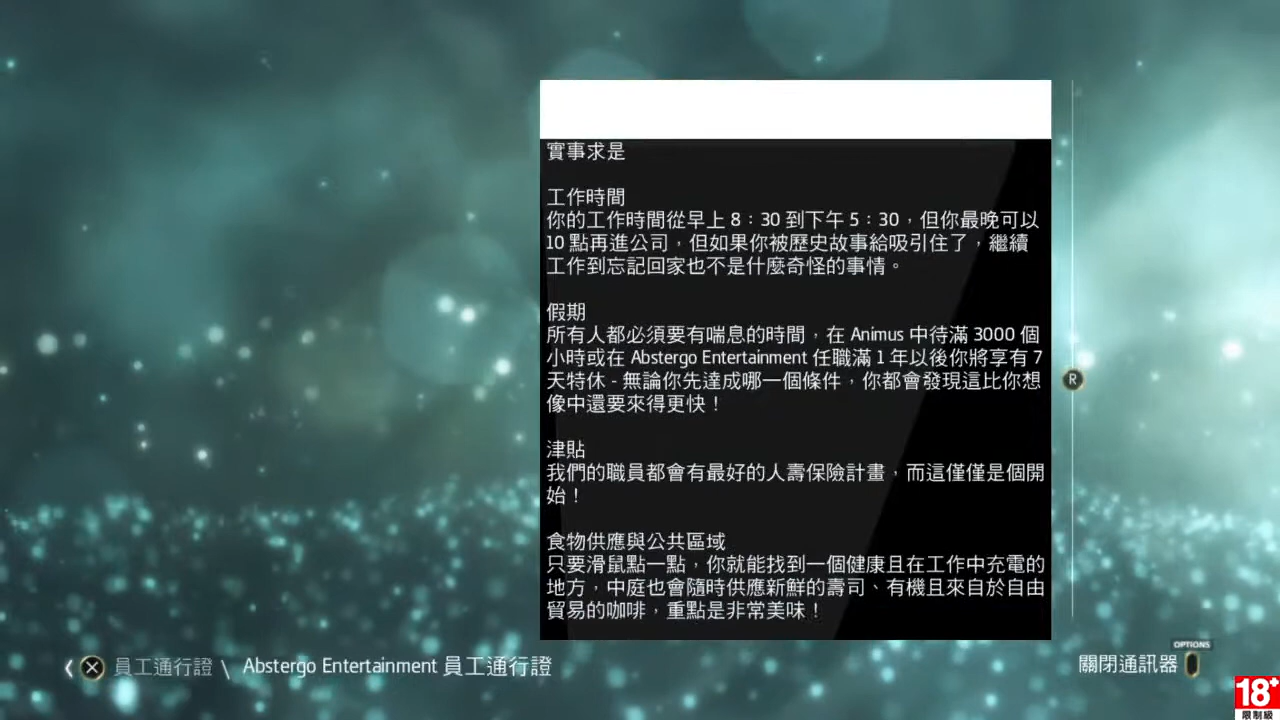 實事求是
工作時間
你的工作時間從早上 8：30 到下午 5：30，但你最晚可以
10 點再進公司，但如果你被歷史故事給吸引住了，繼續
工作到忘記回家也不是什麼奇怪的事情。
假期
所有人都必須要有喘息的時間，在 Animus 中待滿 3000 個
小時或在 Abstergo Entertainment 任職滿 1 年以後你將享有 7
天特休 - 無論你先達成哪一個條件，你都會發現這比你想
像中還要來得更快！
津貼
我們的職員都會有最好的人壽保險計畫，而這僅僅是個開
始！
食物供應與公共區域
只要滑鼠點一點，你就能找到一個健康且在工作中充電的
地方，中庭也會隨時供應新鮮的壽司、有機且來自於自由
貿易的咖啡，重點是非常美味！
R
員工通行證 \ Abstergo Entertainment 員工通行證
OPTIONS
關閉通訊器
18+
限制級